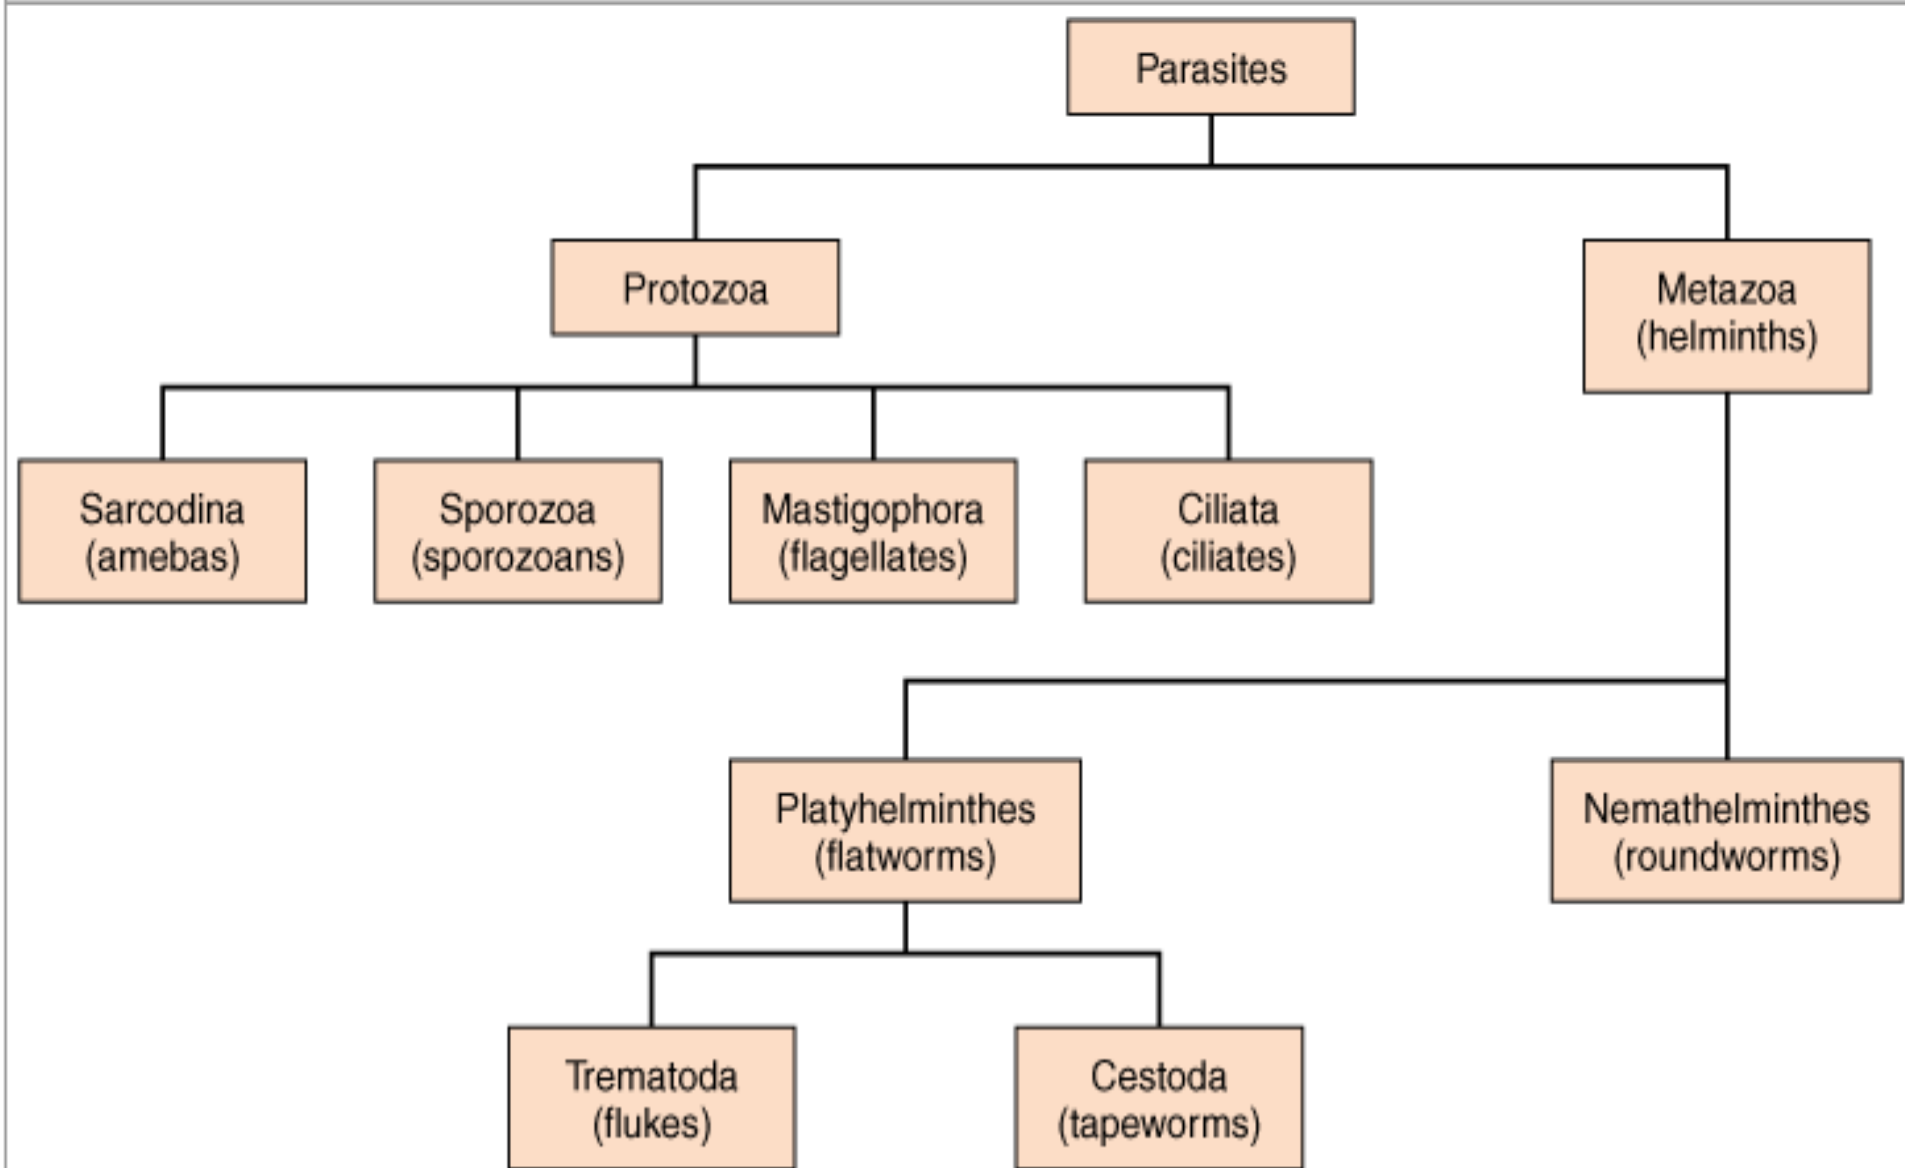 Parasites
Protozoa
Metazoa
(helminths)
Sarcodina
(amebas)
Sporozoa
(sporozoans)
Mastigophora
(flagellates)
Ciliata
(ciliates)
Platyhelminthes
(flatworms)
Nemathelminthes
(roundworms)
Trematoda
(flukes)
Cestoda
(tapeworms)